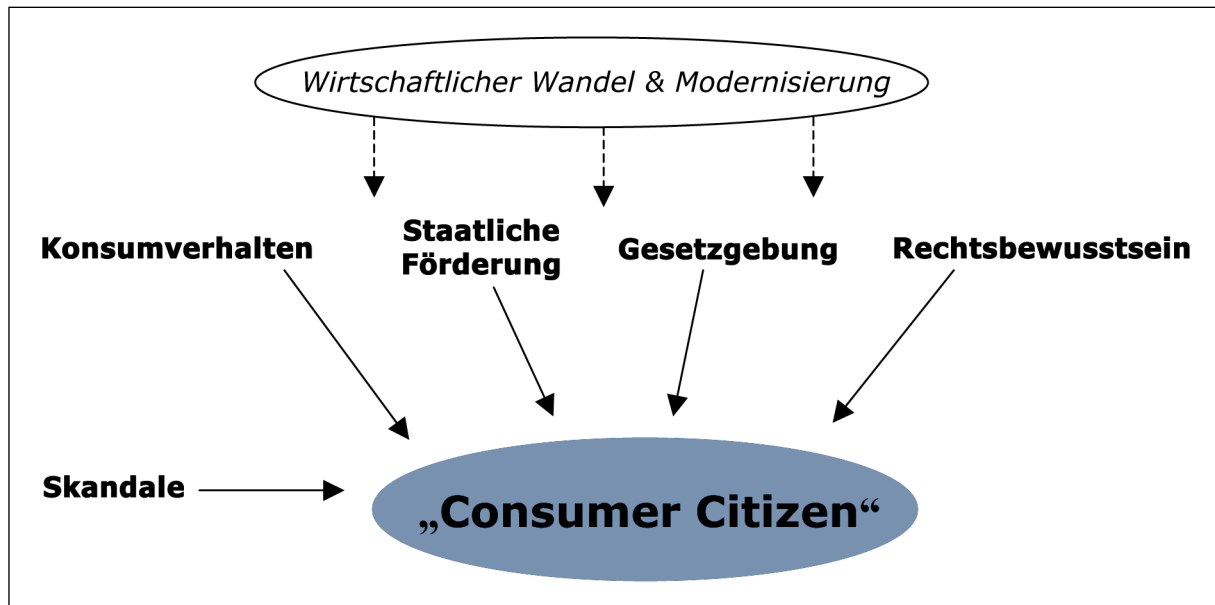 Wirtschaftlicher Wandel & Modernisierung
Konsumverhalten
Staatliche
Förderung
Gesetzgebung
Rechtsbewusstsein
Skandale
„Consumer Citizen“